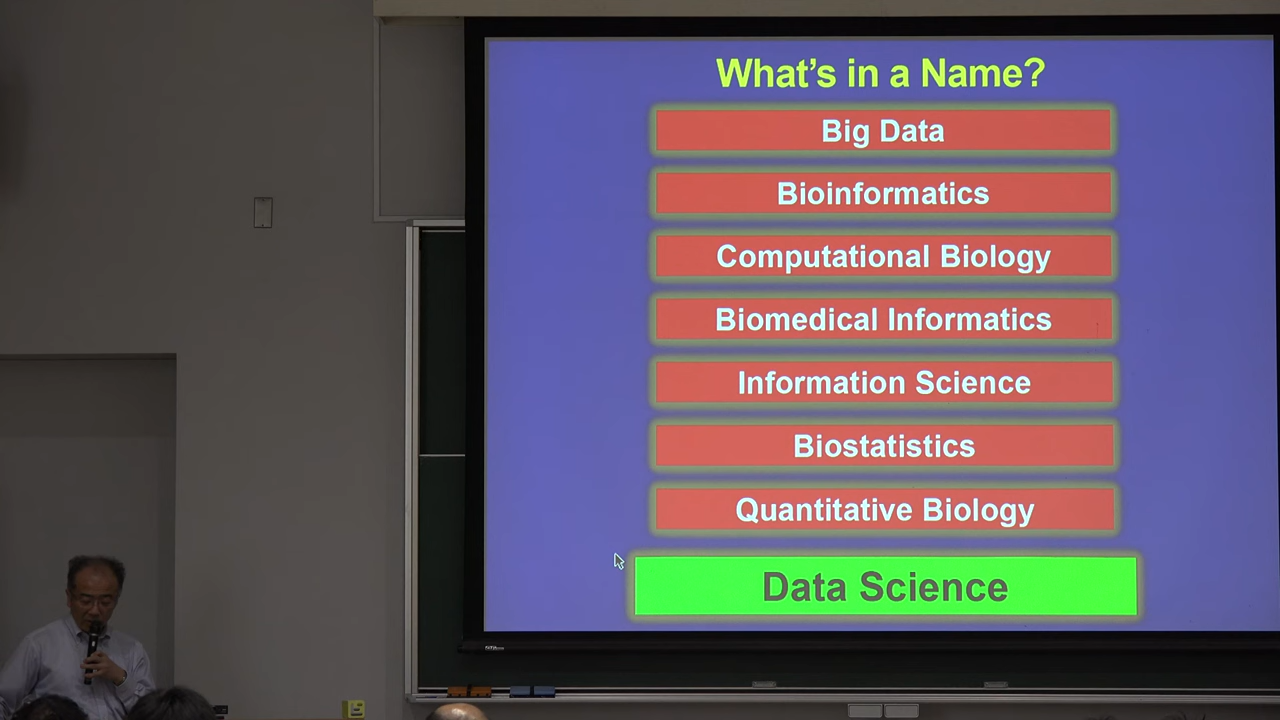 What's in a Name?
Big Data
Bioinformatics
Computational Biology
Biomedical Informatics
Information Science
Biostatistics
Quantitative Biology
Data Science